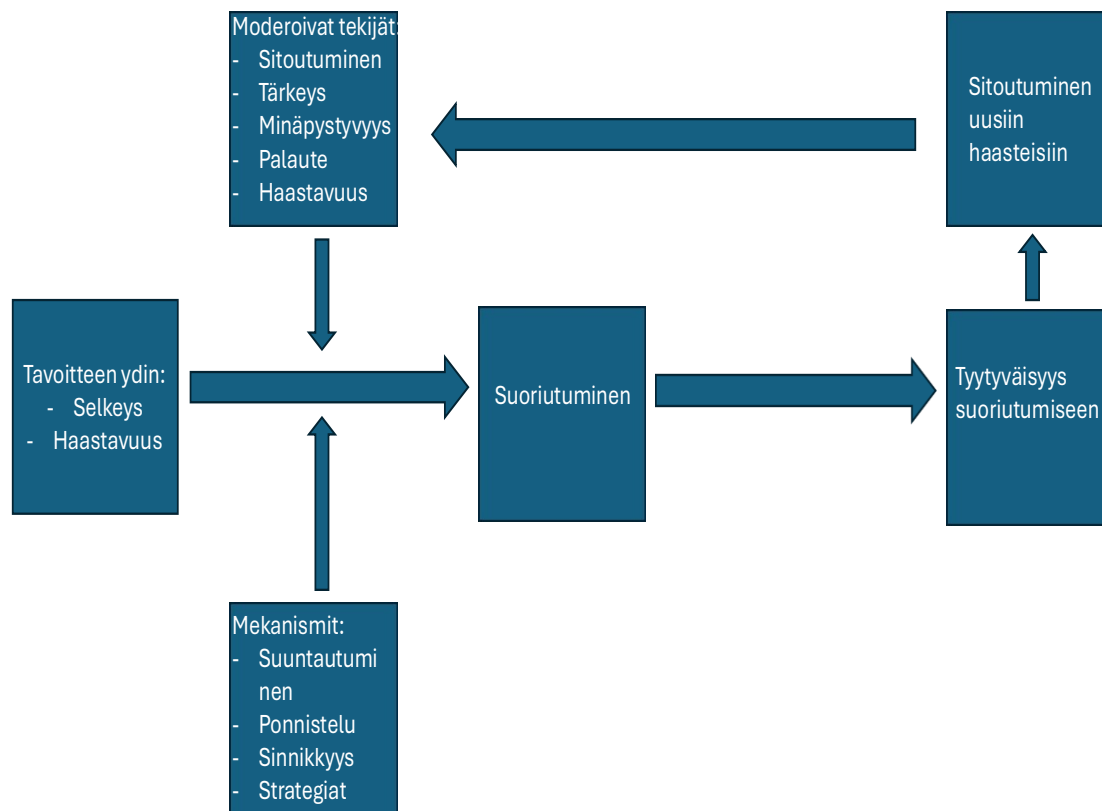 Moderoivat tekijät:
- Sitoutuminen
- Tärkeys
- Minäpystyvyys
- Palaute
- Haastavuus
Sitoutuminen
uusiin
haasteisiin
Tavoitteen ydin:
- Selkeys
- Haastavuus
Suoriutuminen
Tyytyväisyys
suoriutumiseen
Mekanismit:
- Suuntautumi
nen
- Ponnistelu
- Sinnikkyys
- Strategiat